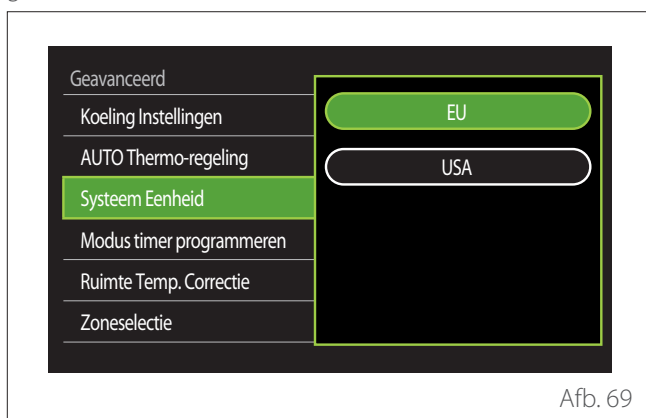 Geavanceerd
Koeling Instellingen
AUTO Thermo-regeling
Systeem Eenheid
Modus timer programmeren
Ruimte Temp. Correctie
Zoneselectie
EU
USA
Afb. 69